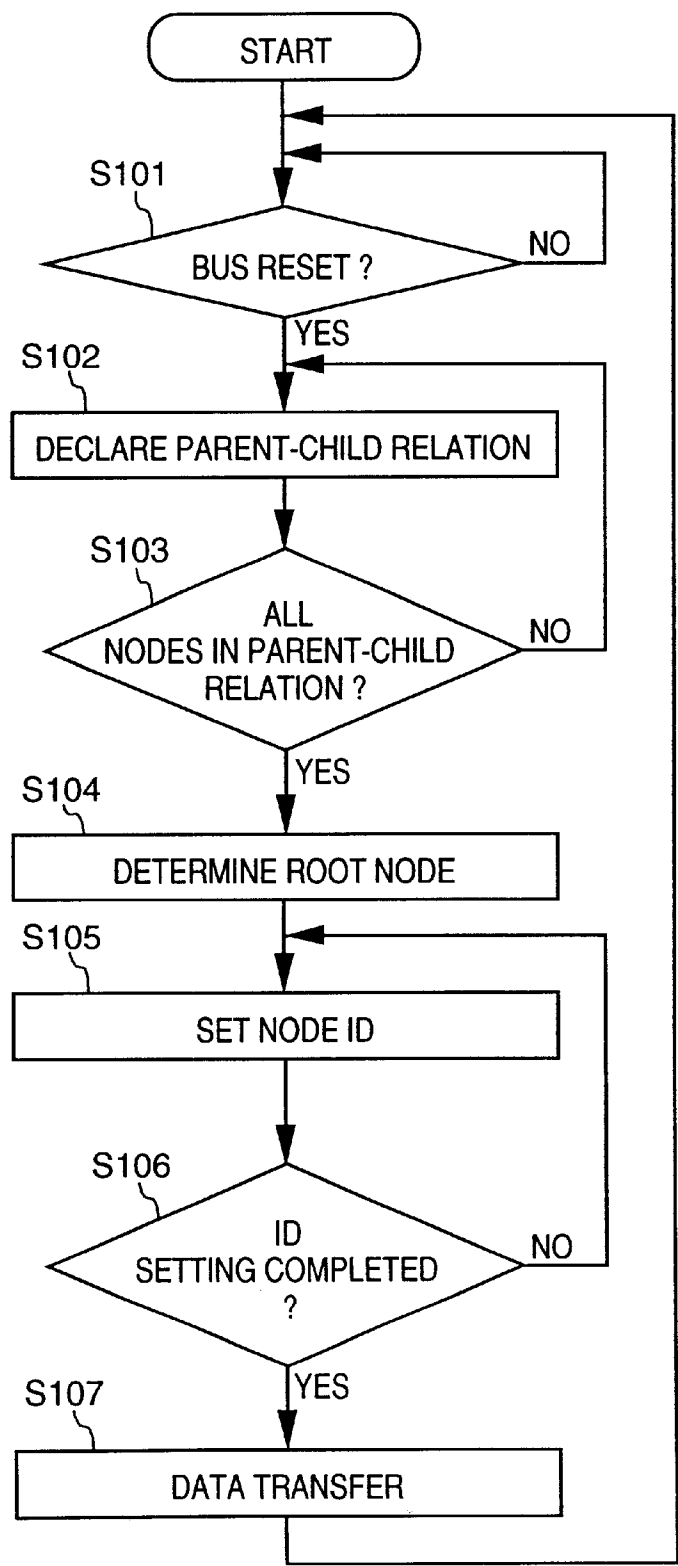 START
S101
BUS RESET ?
NO
YES
S102
DECLARE PARENT-CHILD RELATION
S103
ALL
NODES IN PARENT-CHILD
RELATION ?
NO
YES
S104
DETERMINE ROOT NODE
S105
SET NODE ID
S106
ID
SETTING COMPLETED
?
NO
YES
S107
DATA TRANSFER